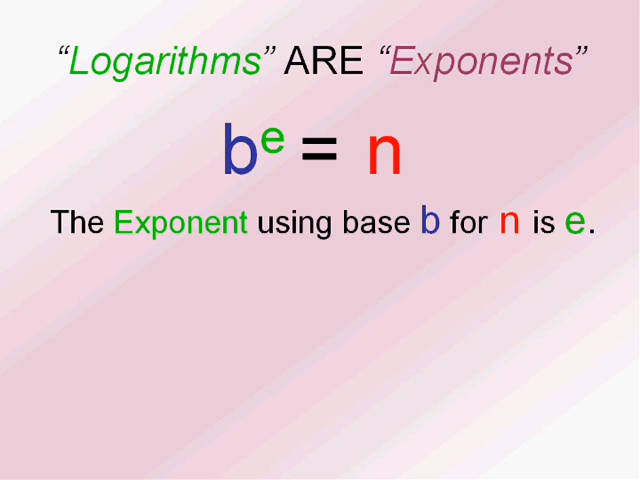 “Logarithms” ARE “Exponents”
bᵉ = n
The Exponent using base b for n is e.